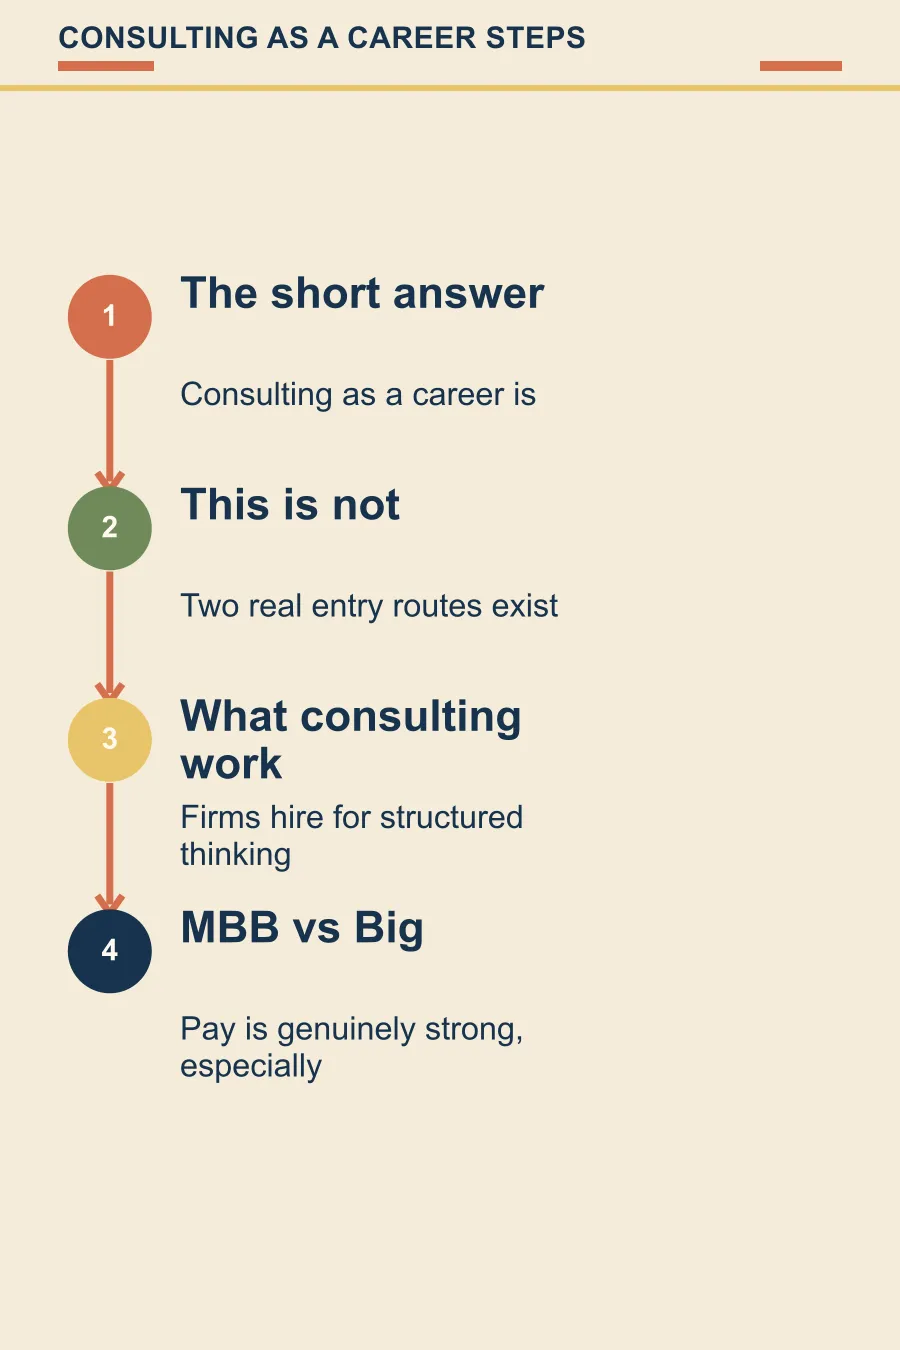 CONSULTING AS A CAREER STEPS
1
The short answer
Consulting as a career is
2
This is not
Two real entry routes exist
3
What consulting
work
Firms hire for structured
thinking
4
MBB vs Big
Pay is genuinely strong,
especially